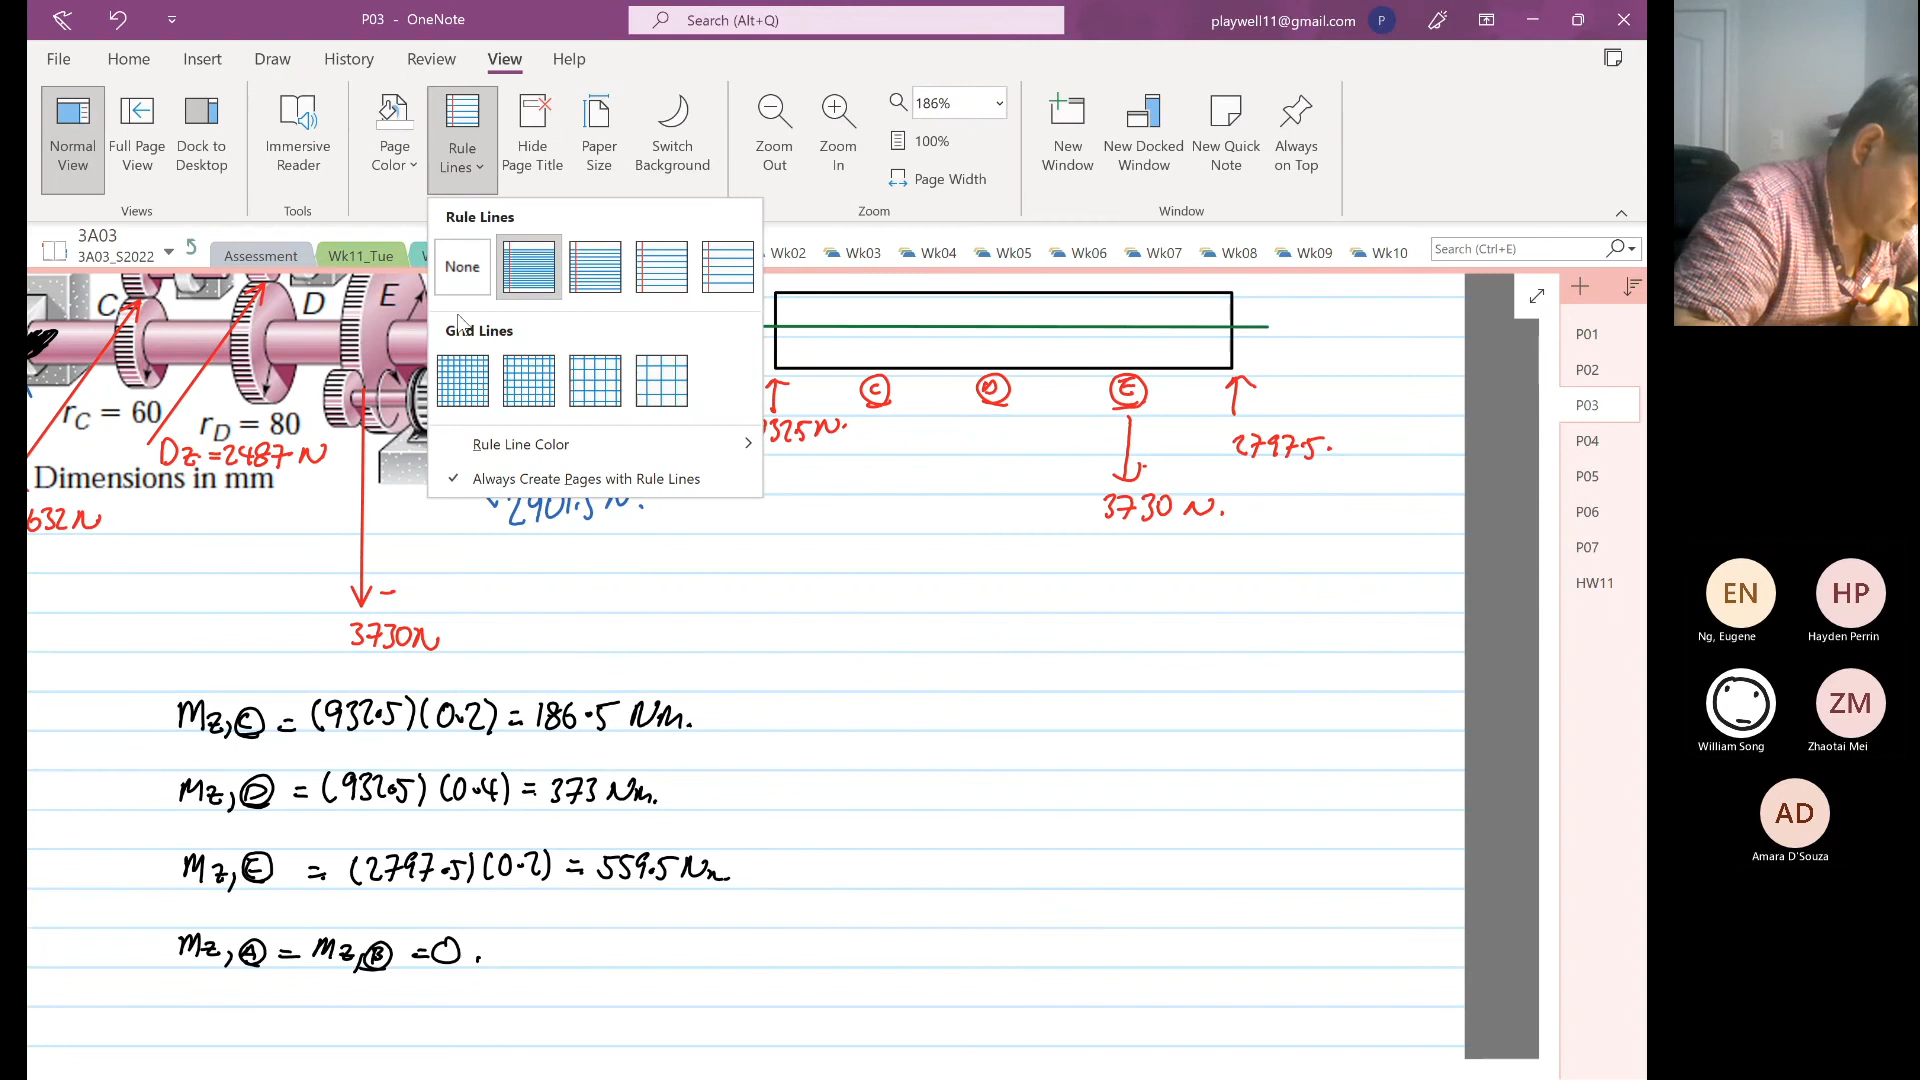 P03 - OneNote
Search (Alt+Q)
playwell11@gmail.com
P
File Home Insert Draw History Review View Help
Normal View
Full Page View
Dock to Desktop
Immersive Reader
Page Color
Rule Lines
Hide Page Title
Paper Size
Switch Background
Zoom Out
Zoom In
186%
100%
Page Width
New Window
New Docked Window
New Quick Note
Always on Top
Views
Tools
Zoom
Window
3A03
3A03_S2022
Assessment
Wk11_Tue
Wk02
Wk03
Wk04
Wk05
Wk06
Wk07
Wk08
Wk09
Wk10
Search (Ctrl+E)
Rule Lines
None
Grid Lines
Rule Line Color
Always Create Pages with Rule Lines
C
D
E
r_C = 60
r_D = 80
Dz = 2487 N
Dimensions in mm
632 N
3730 N
2901.5 N.
325 N.
C
D
E
2797.5.
3730 N.
Mz,C = (932.5)(0.2) = 186.5 Nm.
Mz,D = (932.5)(0.4) = 373 Nm.
Mz,E = (2797.5)(0.2) = 559.5 Nm
Mz,A = Mz,B = 0.
P01
P02
P03
P04
P05
P06
P07
HW11
EN
Ng, Eugene
HP
Hayden Perrin
William Song
ZM
Zhaotai Mei
AD
Amara D'Souza